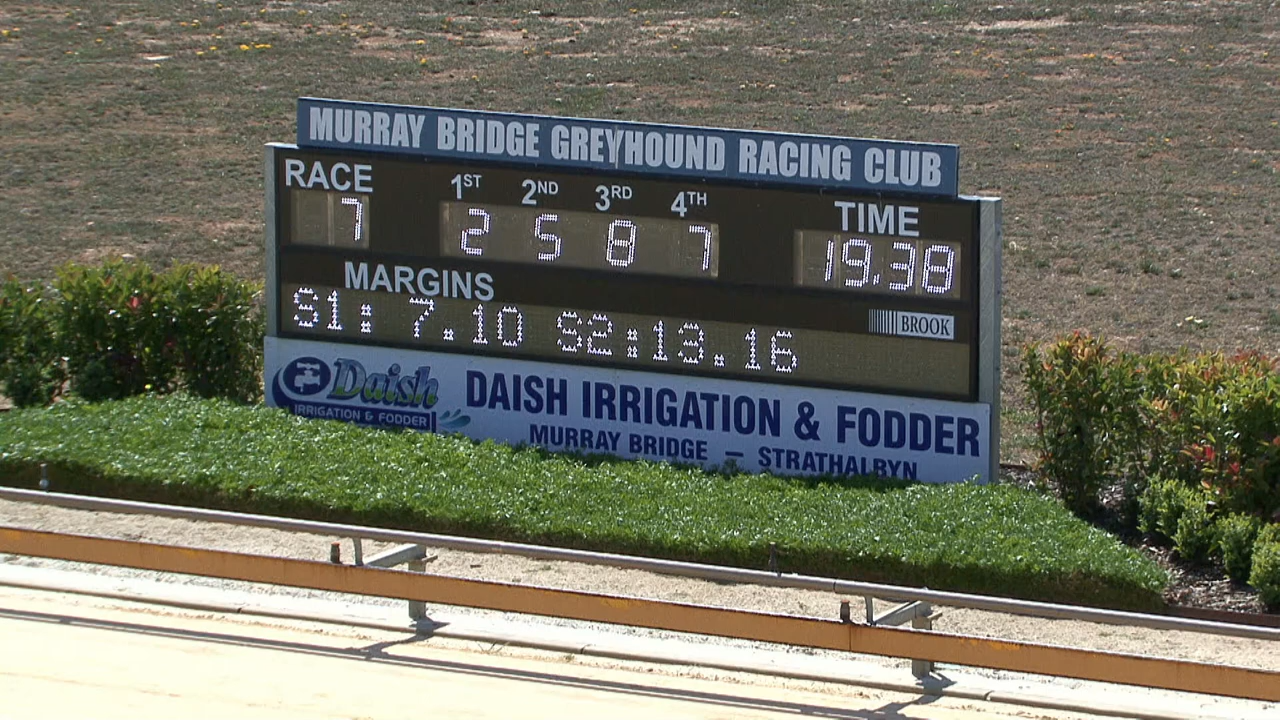 MURRAY BRIDGE GREYHOUND RACING CLUB
RACE 1ST 2ND 3RD 4TH TIME
7 2 5 8 7 19.38
MARGINS
BROOK
S1: 7.10 S2:13.16
Daish
IRRIGATION & FODDER
DAISH IRRIGATION & FODDER
MURRAY BRIDGE – STRATHALBYN